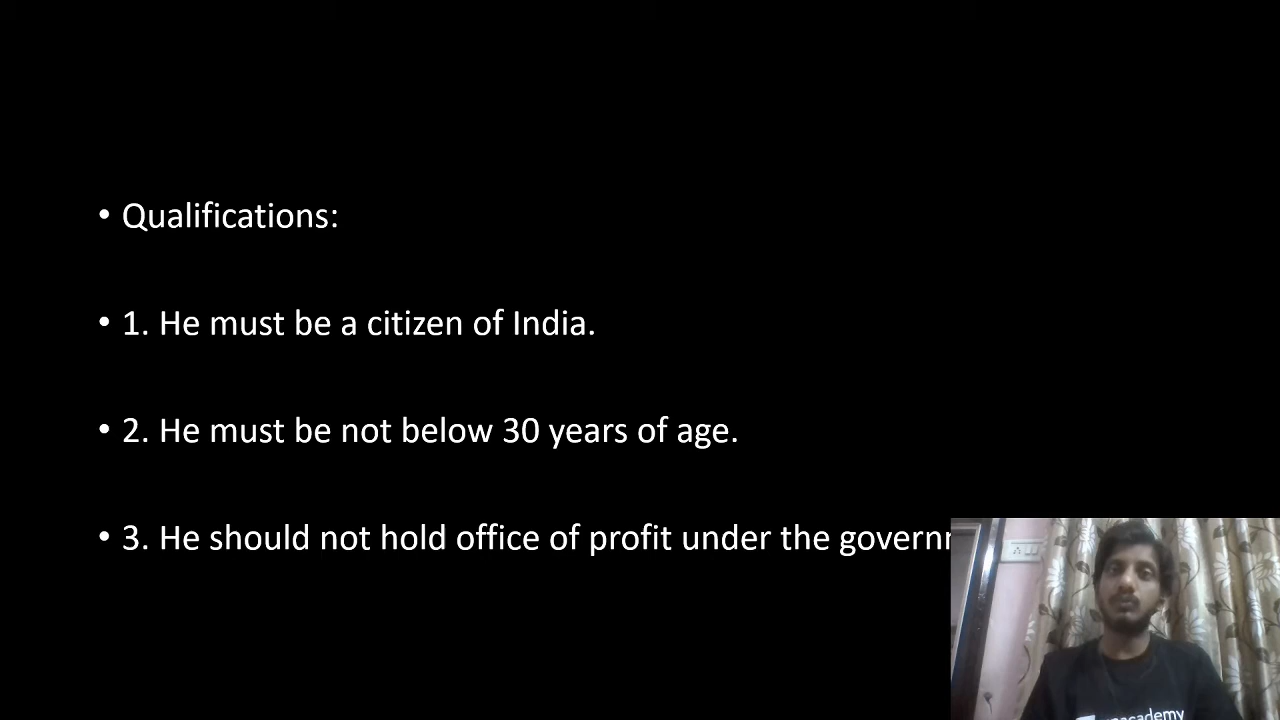 • Qualifications:
• 1. He must be a citizen of India.
• 2. He must be not below 30 years of age.
• 3. He should not hold office of profit under the